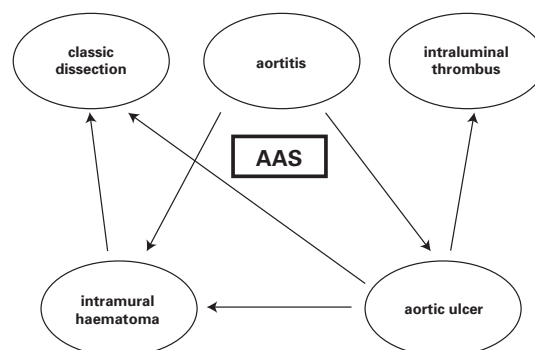 classic
dissection
aortitis
intraluminal
thrombus
AAS
intramural
haematoma
aortic ulcer